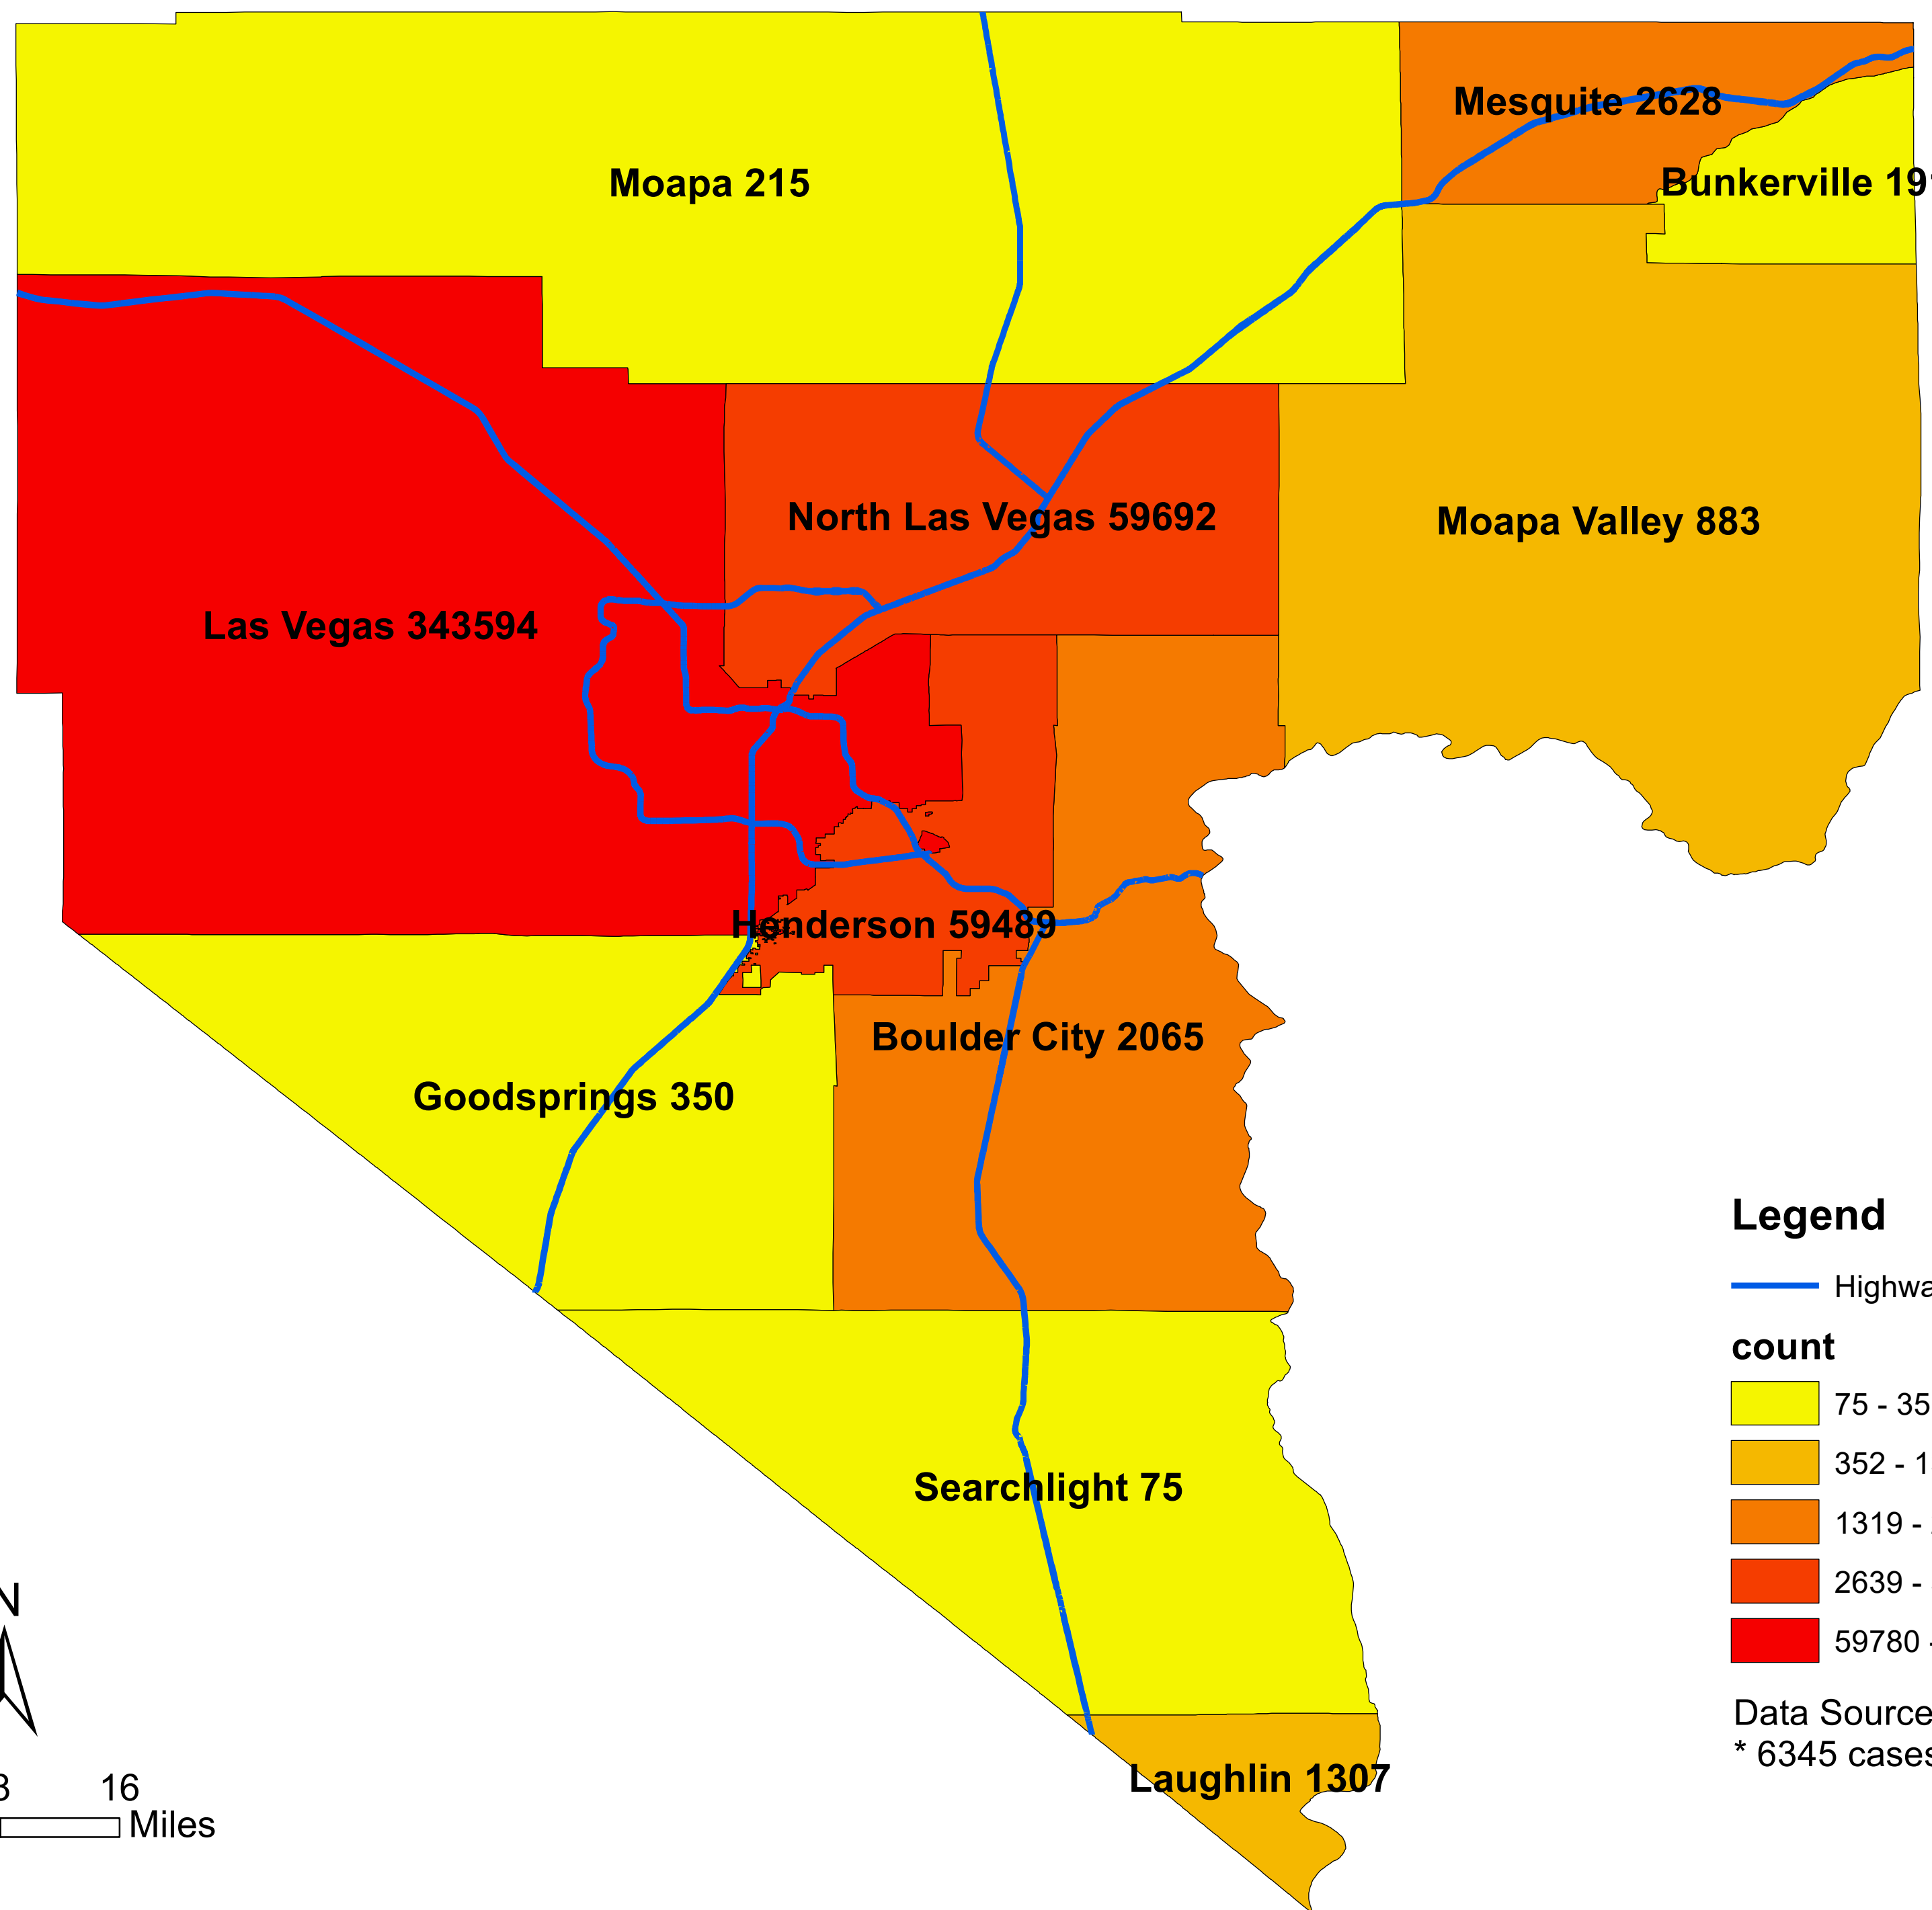 Mesquite 2628
Moapa 215
Bunkerville
North Las Vegas 59692
Moapa Valley 883
Las Vegas 343594
Henderson 59489
Boulder City 2065
Goodsprings 350
Searchlight 75
Laughlin 1307
Legend
count
75 - 35
352 - 1
1319 -
2639 -
59780 -
Data Source
* 6345 cases
N
16
Miles